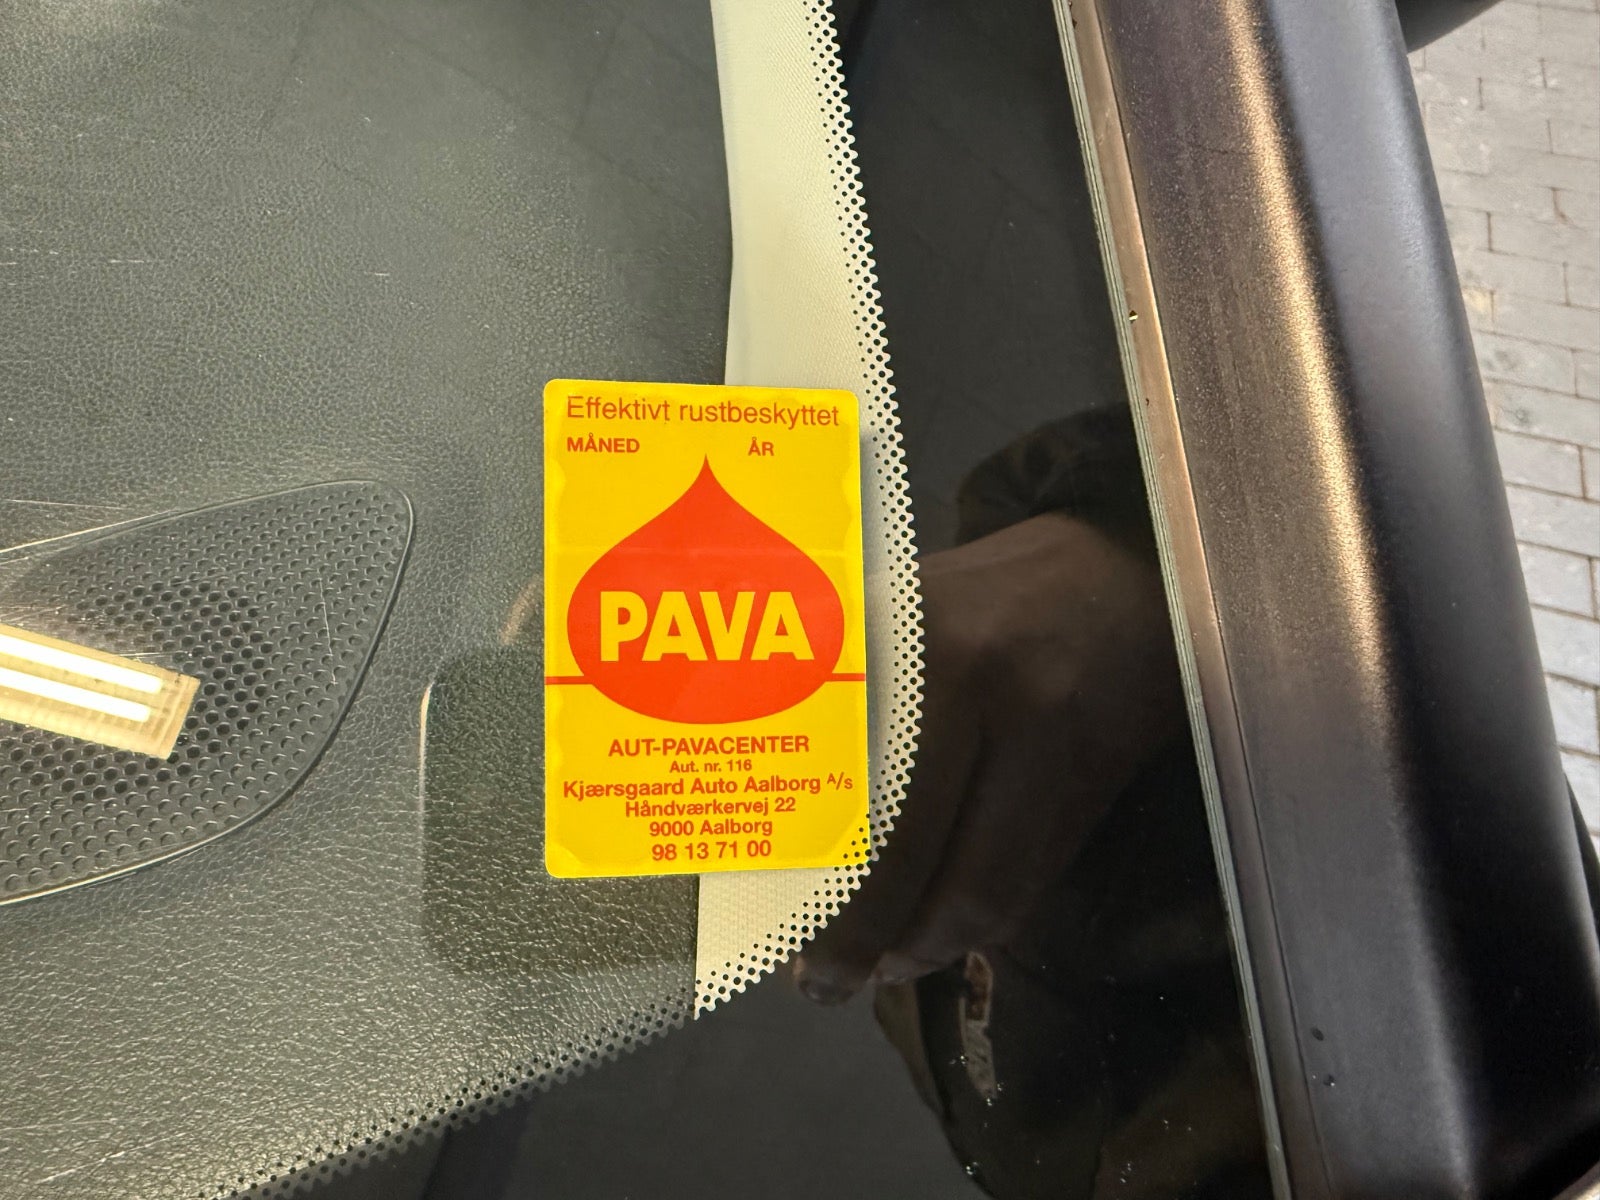 Effektivt rustbeskyttet
MÅNED ÅR
PAVA
AUT-PAVACENTER
Aut. nr. 116
Kjærsgaard Auto Aalborg A/s
Håndværkervej 22
9000 Aalborg
98 13 71 00